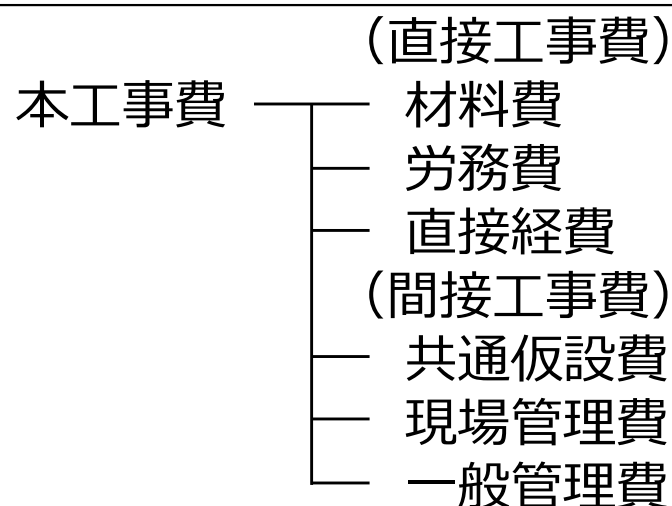 （直接工事費）
本工事費 材料費
労務費
直接経費
（間接工事費）
共通仮設費
現場管理費
一般管理費